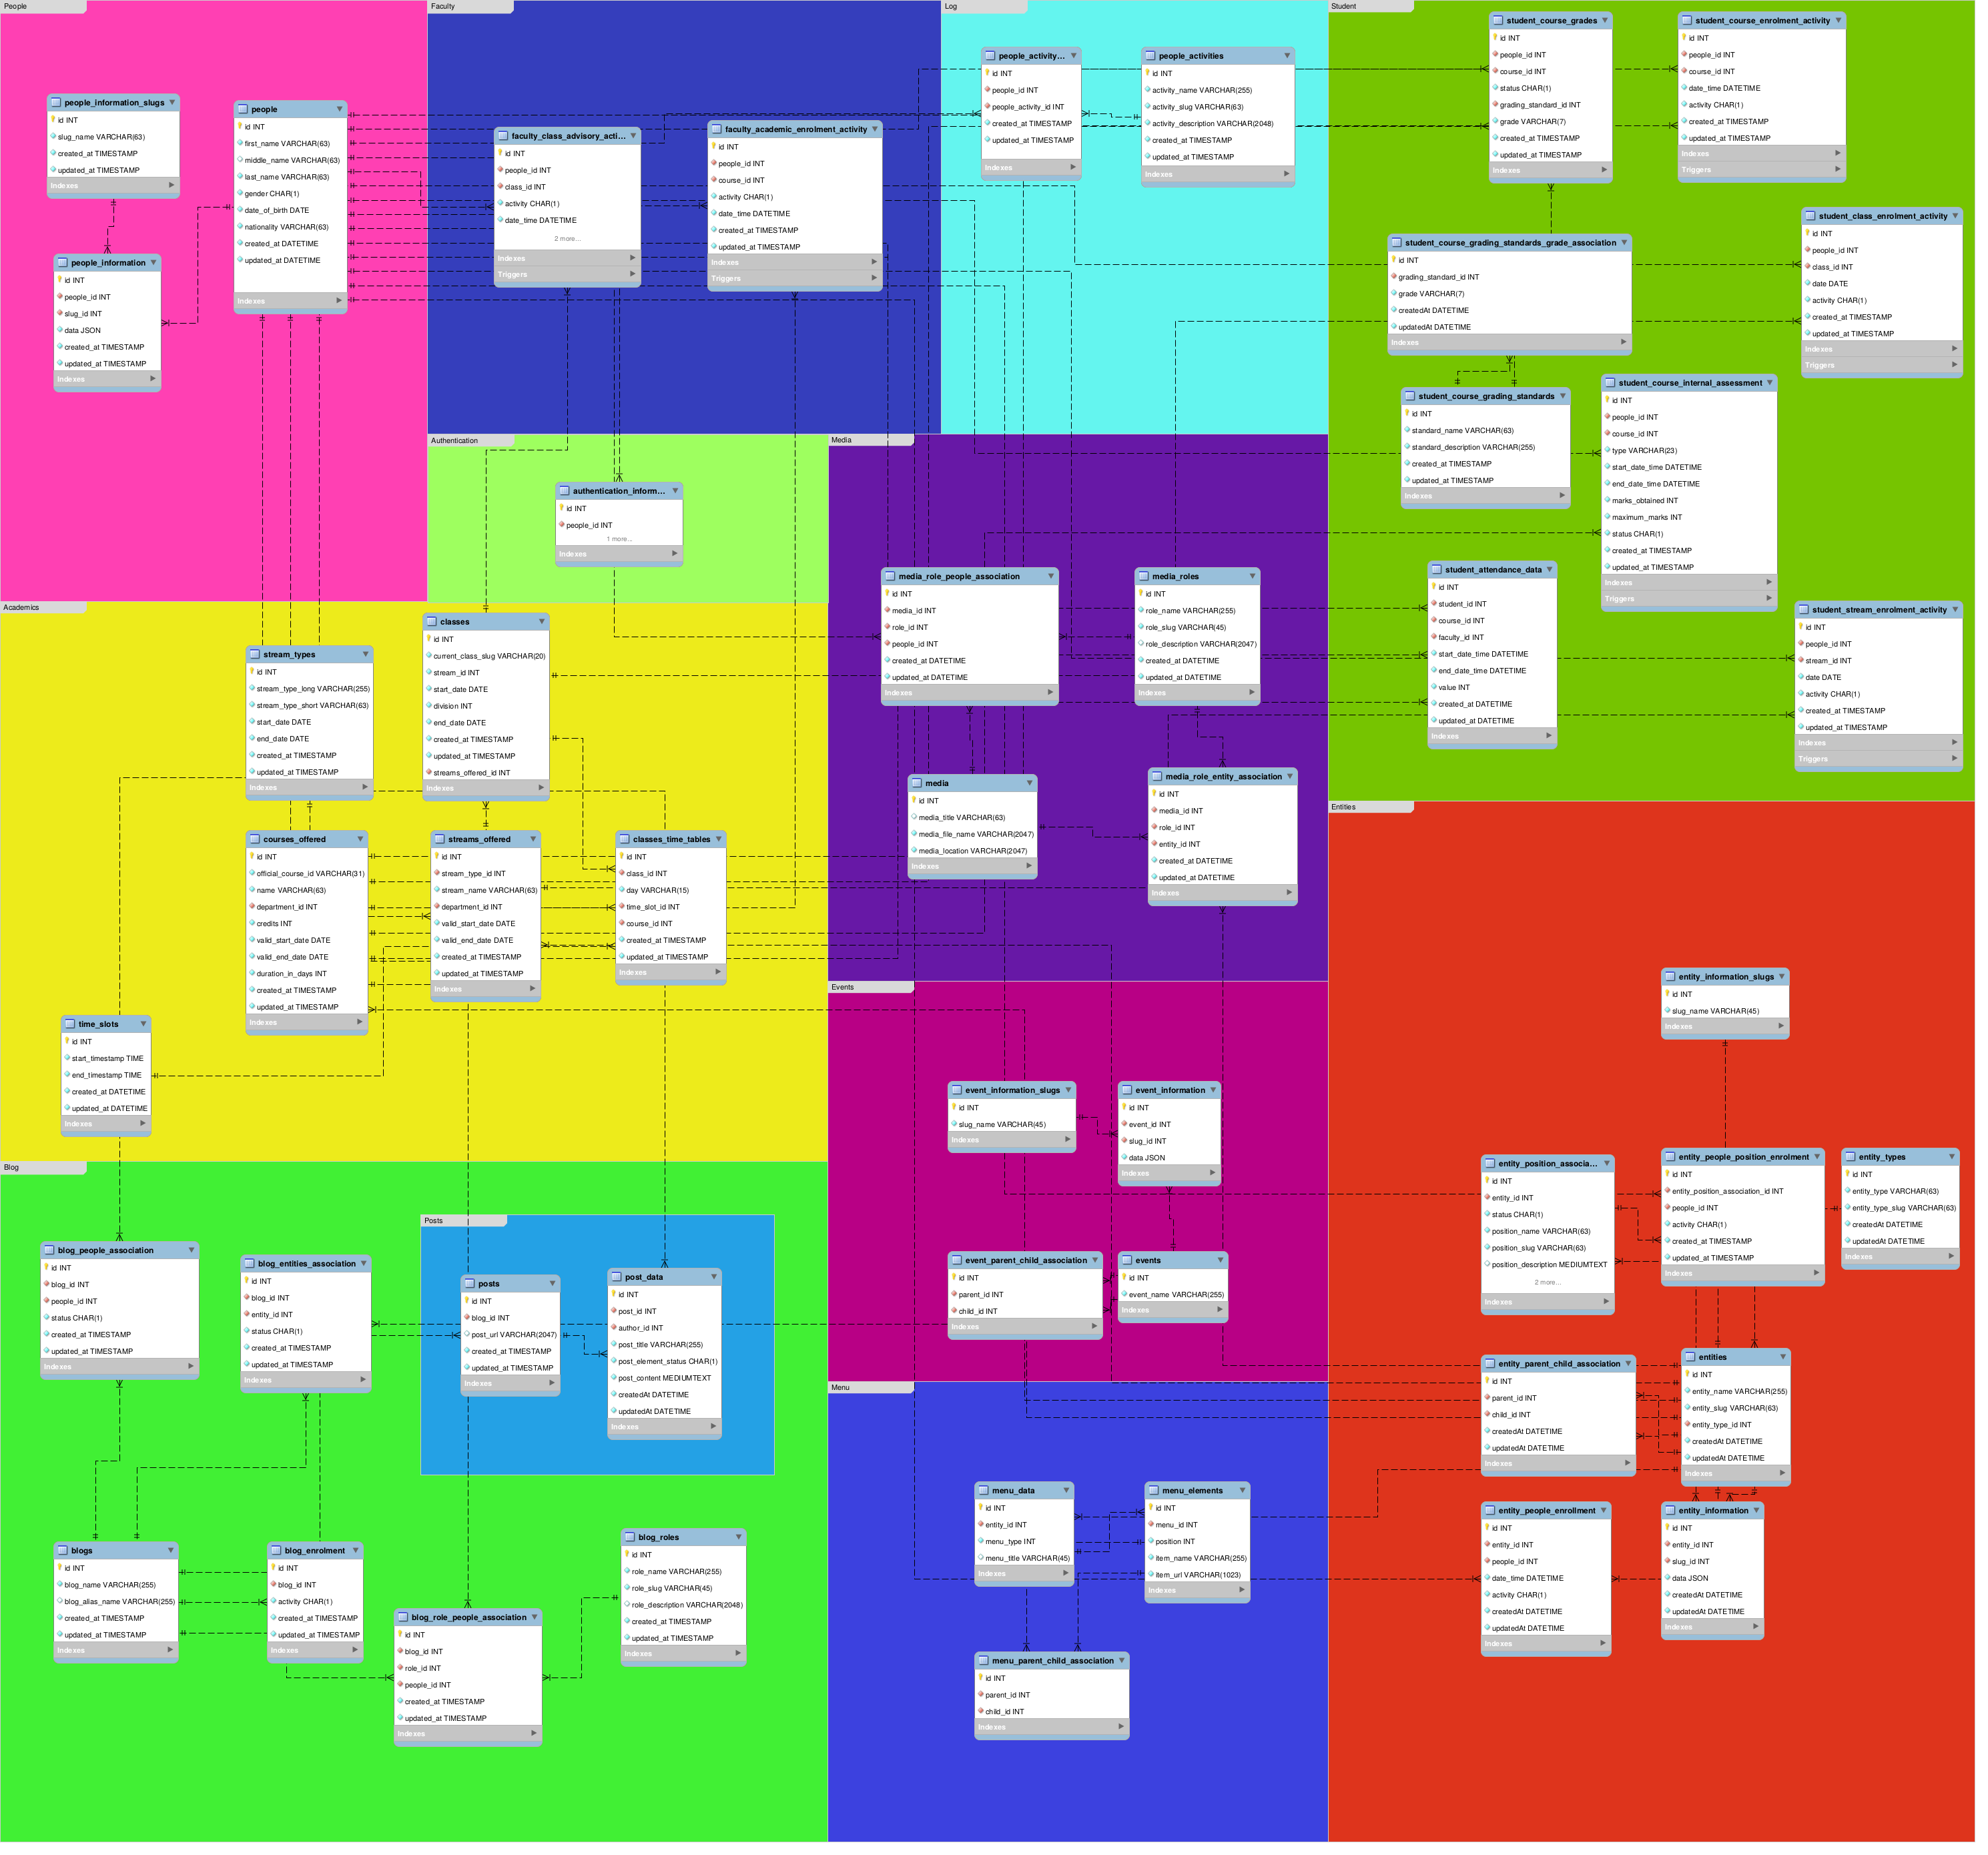 People
people_information_slugs
id INT
slug_name VARCHAR(63)
created_at TIMESTAMP
updated_at TIMESTAMP
Indexes
people
id INT
first_name VARCHAR(63)
middle_name VARCHAR(63)
last_name VARCHAR(63)
gender CHAR(1)
date_of_birth DATE
nationality VARCHAR(63)
created_at DATETIME
updated_at DATETIME
Indexes
people_information
id INT
people_id INT
slug_id INT
data JSON
created_at TIMESTAMP
updated_at TIMESTAMP
Indexes
Faculty
faculty_class_advisory_acti...
id INT
people_id INT
class_id INT
activity CHAR(1)
date_time DATETIME
2 more...
Indexes
Triggers
faculty_academic_enrolment_activity
id INT
people_id INT
course_id INT
activity CHAR(1)
date_time DATETIME
created_at TIMESTAMP
updated_at TIMESTAMP
Indexes
Triggers
Log
people_activity...
id INT
people_id INT
people_activity_id INT
created_at TIMESTAMP
updated_at TIMESTAMP
Indexes
people_activities
id INT
activity_name VARCHAR(255)
activity_slug VARCHAR(63)
activity_description VARCHAR(2048)
created_at TIMESTAMP
updated_at TIMESTAMP
Indexes
Student
student_course_grades
id INT
people_id INT
course_id INT
status CHAR(1)
grading_standard_id INT
grade VARCHAR(7)
created_at TIMESTAMP
updated_at TIMESTAMP
Indexes
student_course_enrolment_activity
id INT
people_id INT
course_id INT
date_time DATETIME
activity CHAR(1)
created_at TIMESTAMP
updated_at TIMESTAMP
Indexes
Triggers
student_class_enrolment_activity
id INT
people_id INT
class_id INT
date DATE
activity CHAR(1)
created_at TIMESTAMP
updated_at TIMESTAMP
Indexes
Triggers
student_course_grading_standards_grade_association
id INT
grading_standard_id INT
grade VARCHAR(7)
createdAt DATETIME
updatedAt DATETIME
Indexes
student_course_grading_standards
id INT
standard_name VARCHAR(63)
standard_description VARCHAR(255)
created_at TIMESTAMP
updated_at TIMESTAMP
Indexes
student_course_internal_assessment
id INT
people_id INT
course_id INT
type VARCHAR(23)
start_date_time DATETIME
end_date_time DATETIME
marks_obtained INT
maximum_marks INT
status CHAR(1)
created_at TIMESTAMP
updated_at TIMESTAMP
Indexes
Triggers
student_attendance_data
id INT
student_id INT
course_id INT
faculty_id INT
start_date_time DATETIME
end_date_time DATETIME
value INT
created_at DATETIME
updated_at DATETIME
Indexes
student_stream_enrolment_activity
id INT
people_id INT
stream_id INT
date DATE
activity CHAR(1)
created_at TIMESTAMP
updated_at TIMESTAMP
Indexes
Triggers
Authentication
authentication_inform...
id INT
people_id INT
1 more...
Indexes
Media
media_role_people_association
id INT
media_id INT
role_id INT
people_id INT
created_at DATETIME
updated_at DATETIME
Indexes
media_roles
id INT
role_name VARCHAR(255)
role_slug VARCHAR(45)
role_description VARCHAR(2047)
created_at DATETIME
updated_at DATETIME
Indexes
media
id INT
media_title VARCHAR(63)
media_file_name VARCHAR(2047)
media_location VARCHAR(2047)
Indexes
media_role_entity_association
id INT
media_id INT
role_id INT
entity_id INT
created_at DATETIME
updated_at DATETIME
Indexes
Academics
stream_types
id INT
stream_type_long VARCHAR(255)
stream_type_short VARCHAR(63)
start_date DATE
end_date DATE
created_at TIMESTAMP
updated_at TIMESTAMP
Indexes
classes
id INT
current_class_slug VARCHAR(20)
stream_id INT
start_date DATE
division INT
end_date DATE
created_at TIMESTAMP
updated_at TIMESTAMP
streams_offered_id INT
Indexes
courses_offered
id INT
official_course_id VARCHAR(31)
name VARCHAR(63)
department_id INT
credits INT
valid_start_date DATE
valid_end_date DATE
duration_in_days INT
created_at TIMESTAMP
updated_at TIMESTAMP
Indexes
streams_offered
id INT
stream_type_id INT
stream_name VARCHAR(63)
department_id INT
valid_start_date DATE
valid_end_date DATE
created_at TIMESTAMP
updated_at TIMESTAMP
Indexes
classes_time_tables
id INT
class_id INT
day VARCHAR(15)
time_slot_id INT
course_id INT
created_at TIMESTAMP
updated_at TIMESTAMP
Indexes
time_slots
id INT
start_timestamp TIME
end_timestamp TIME
created_at DATETIME
updated_at DATETIME
Indexes
Events
event_information_slugs
id INT
slug_name VARCHAR(45)
Indexes
event_information
id INT
event_id INT
slug_id INT
data JSON
Indexes
event_parent_child_association
id INT
parent_id INT
child_id INT
Indexes
events
id INT
event_name VARCHAR(255)
Indexes
Entities
entity_information_slugs
id INT
slug_name VARCHAR(45)
Indexes
entity_position_associa...
id INT
entity_id INT
status CHAR(1)
position_name VARCHAR(63)
position_slug VARCHAR(63)
position_description MEDIUMTEXT
2 more...
Indexes
entity_people_position_enrolment
id INT
entity_position_association_id INT
people_id INT
activity CHAR(1)
created_at TIMESTAMP
updated_at TIMESTAMP
Indexes
entity_types
id INT
entity_type VARCHAR(63)
entity_type_slug VARCHAR(63)
createdAt DATETIME
updatedAt DATETIME
Indexes
entity_parent_child_association
id INT
parent_id INT
child_id INT
createdAt DATETIME
updatedAt DATETIME
Indexes
entities
id INT
entity_name VARCHAR(255)
entity_slug VARCHAR(63)
entity_type_id INT
createdAt DATETIME
updatedAt DATETIME
Indexes
entity_people_enrollment
id INT
entity_id INT
people_id INT
date_time DATETIME
activity CHAR(1)
createdAt DATETIME
updatedAt DATETIME
Indexes
entity_information
id INT
entity_id INT
slug_id INT
data JSON
createdAt DATETIME
updatedAt DATETIME
Indexes
Blog
blog_people_association
id INT
blog_id INT
people_id INT
status CHAR(1)
created_at TIMESTAMP
updated_at TIMESTAMP
Indexes
blog_entities_association
id INT
blog_id INT
entity_id INT
status CHAR(1)
created_at TIMESTAMP
updated_at TIMESTAMP
Indexes
Posts
posts
id INT
blog_id INT
post_url VARCHAR(2047)
created_at TIMESTAMP
updated_at TIMESTAMP
Indexes
post_data
id INT
post_id INT
author_id INT
post_title VARCHAR(255)
post_element_status CHAR(1)
post_content MEDIUMTEXT
createdAt DATETIME
updatedAt DATETIME
Indexes
blogs
id INT
blog_name VARCHAR(255)
blog_alias_name VARCHAR(255)
created_at TIMESTAMP
updated_at TIMESTAMP
Indexes
blog_enrolment
id INT
blog_id INT
activity CHAR(1)
created_at TIMESTAMP
updated_at TIMESTAMP
Indexes
blog_roles
id INT
role_name VARCHAR(255)
role_slug VARCHAR(45)
role_description VARCHAR(2048)
created_at TIMESTAMP
updated_at TIMESTAMP
Indexes
blog_role_people_association
id INT
blog_id INT
role_id INT
people_id INT
created_at TIMESTAMP
updated_at TIMESTAMP
Indexes
Menu
menu_data
id INT
entity_id INT
menu_type INT
menu_title VARCHAR(45)
Indexes
menu_elements
id INT
menu_id INT
position INT
item_name VARCHAR(255)
item_url VARCHAR(1023)
Indexes
menu_parent_child_association
id INT
parent_id INT
child_id INT
Indexes